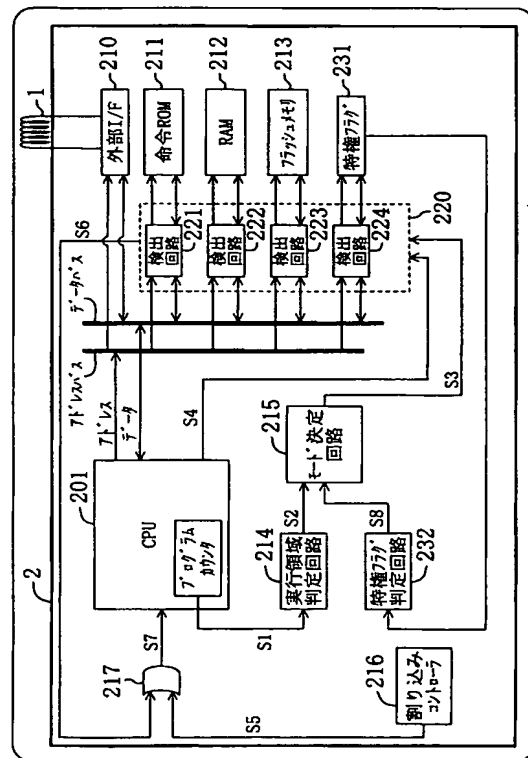 1
2
外部I/F
210
命令ROM
211
RAM
212
フラッシュメモリ
213
特権フラグ
231
検出
回路
221
検出
回路
222
検出
回路
223
検出
回路
224
220
S6
データバス
アドレスバス
アドレス
データ
201
CPU
プログラム
カウンタ
S4
S3
215
モード決定
回路
S2
S8
214
実行領域
判定回路
特権フラグ
判定回路
232
S1
S7
217
S5
216
割り込み
コントローラ